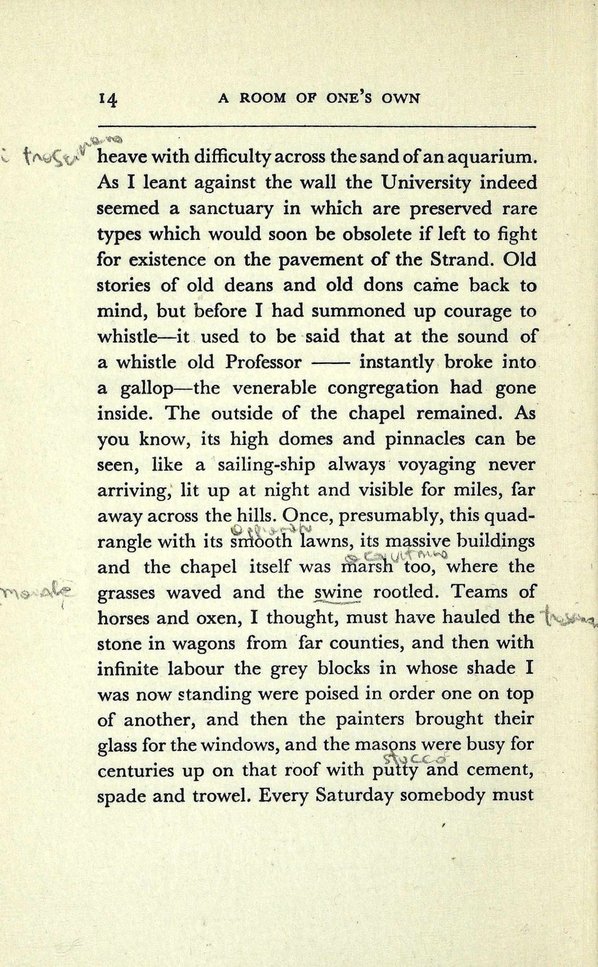 14 A ROOM OF ONE'S OWN
heave with difficulty across the sand of an aquarium.
As I leant against the wall the University indeed
seemed a sanctuary in which are preserved rare
types which would soon be obsolete if left to fight
for existence on the pavement of the Strand. Old
stories of old deans and old dons came back to
mind, but before I had summoned up courage to
whistle—it used to be said that at the sound of
a whistle old Professor —— instantly broke into
a gallop—the venerable congregation had gone
inside. The outside of the chapel remained. As
you know, its high domes and pinnacles can be
seen, like a sailing-ship always voyaging never
arriving, lit up at night and visible for miles, far
away across the hills. Once, presumably, this quad-
rangle with its smooth lawns, its massive buildings
and the chapel itself was marsh too, where the
grasses waved and the swine rootled. Teams of
horses and oxen, I thought, must have hauled the
stone in wagons from far counties, and then with
infinite labour the grey blocks in whose shade I
was now standing were poised in order one on top
of another, and then the painters brought their
glass for the windows, and the masons were busy for
stucco
centuries up on that roof with putty and cement,
spade and trowel. Every Saturday somebody must